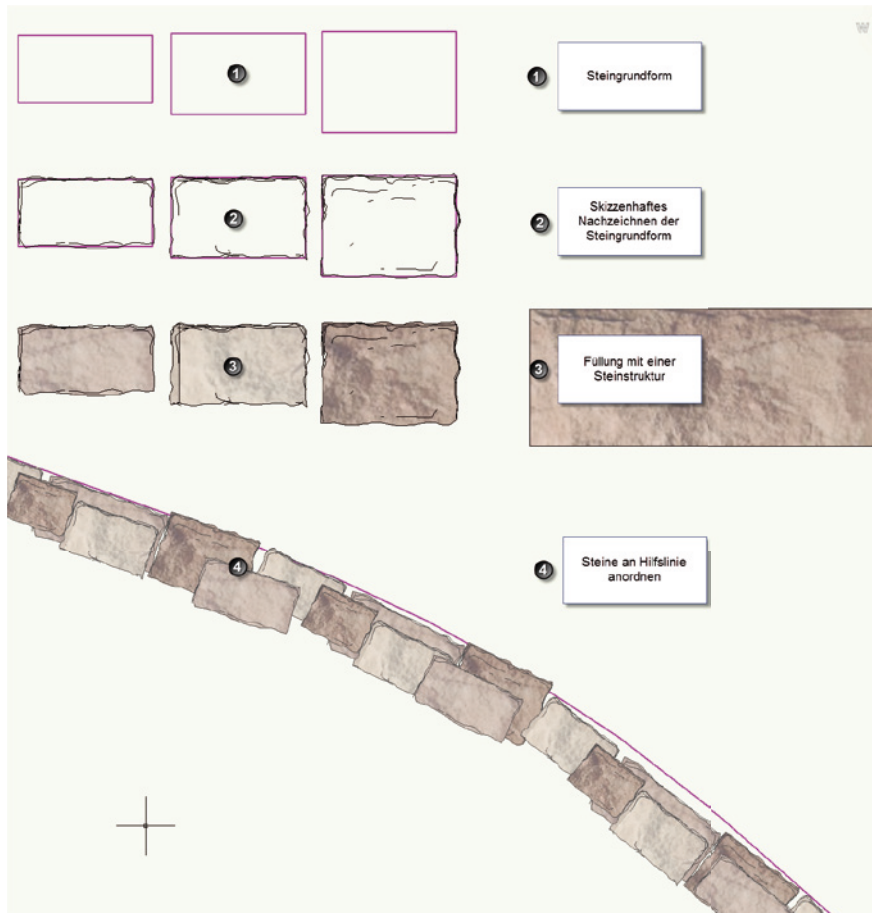 W
1
1
Steingrundform
2
2
Skizzenhaftes
Nachzeichnen der
Steingrundform
3
3
Füllung mit einer
Steinstruktur
4
4
Steine an Hilfslinie
anordnen